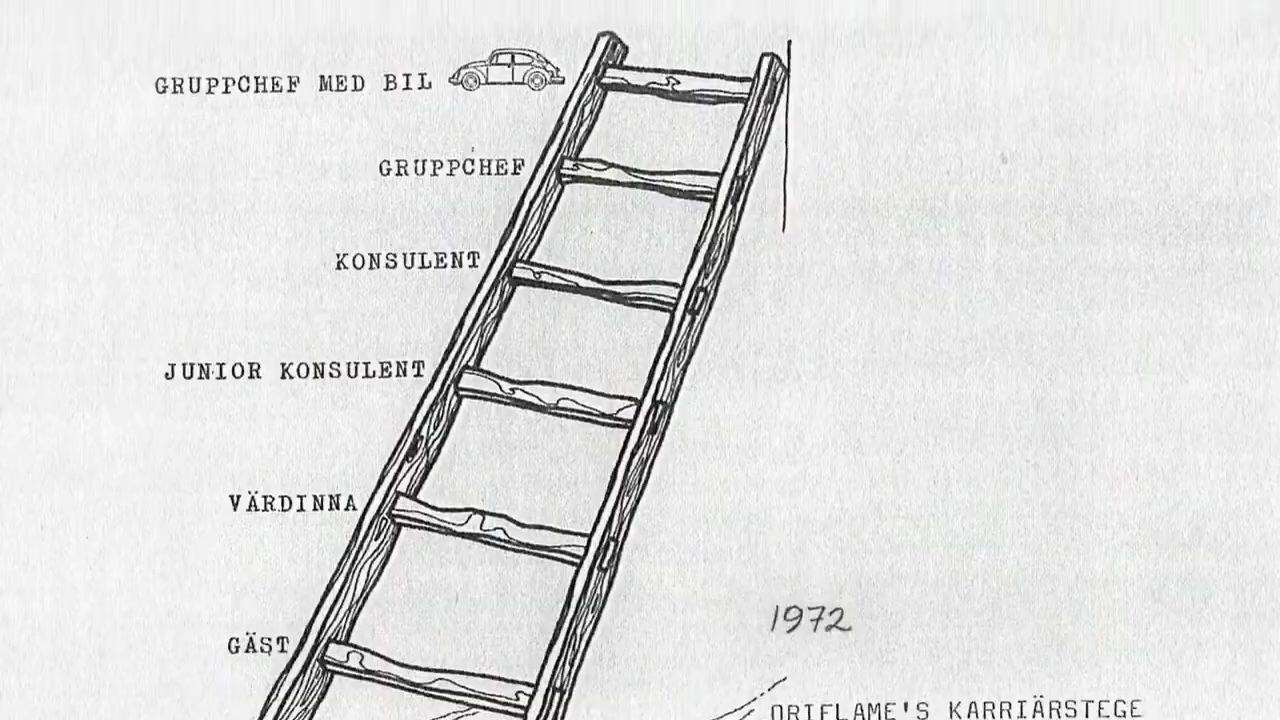 GRUPPCHEF MED BIL
GRUPPCHEF
KONSULENT
JUNIOR KONSULENT
VÄRDINNA
GÄST
1972
ORIFLAME'S KARRIÄRSTEGE